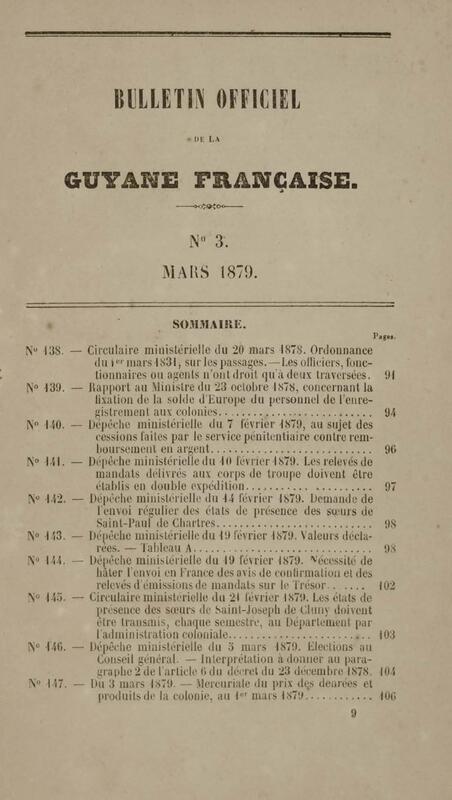 BULLETIN OFFICIEL
DE LA
GUYANE FRANÇAISE.
Nº 3.
MARS 1879.
SOMMAIRE.
Pages.
Nº 138. — Circulaire ministérielle du 20 mars 1878. Ordonnance
du 1er mars 1831, sur les passages. — Les officiers, fonc-
tionnaires ou agents n'ont droit qu'à deux traversées. 91
Nº 139. — Rapport au Ministre du 23 octobre 1878, concernant la
fixation de la solde d'Europe du personnel de l'enre-
gistrement aux colonies........................ 94
Nº 140. — Dépêche ministérielle du 7 février 1879, au sujet des
cessions faites par le service pénitentiaire contre rem-
boursement en argent........................ 96
Nº 141. — Dépêche ministérielle du 10 février 1879. Les relevés de
mandats délivrés aux corps de troupe doivent être
établis en double expédition........................ 97
Nº 142. — Dépêche ministérielle du 14 février 1879. Demande de
l'envoi régulier des états de présence des sœurs de
Saint-Paul de Chartres........................ 98
Nº 143. — Dépêche ministérielle du 19 février 1879. Valeurs décla-
rées. — Tableau A........................ 98
Nº 144. — Dépêche ministérielle du 19 février 1879. Nécessité de
hâter l'envoi en France des avis de confirmation et des
relevés d'émissions de mandats sur le Trésor........ 102
Nº 145. — Circulaire ministérielle du 21 février 1879. Les états de
présence des sœurs de Saint-Joseph de Cluny doivent
être transmis, chaque semestre, au Département par
l'administration coloniale........................ 103
Nº 146. — Dépêche ministérielle du 5 mars 1879. Elections au
Conseil général. — Interprétation à donner au para-
graphe 2 de l'article 6 du décret du 23 décembre 1878. 104
Nº 147. — Du 3 mars 1879. — Mercuriale du prix des denrées et
produits de la colonie, au 1er mars 1879............ 106
9